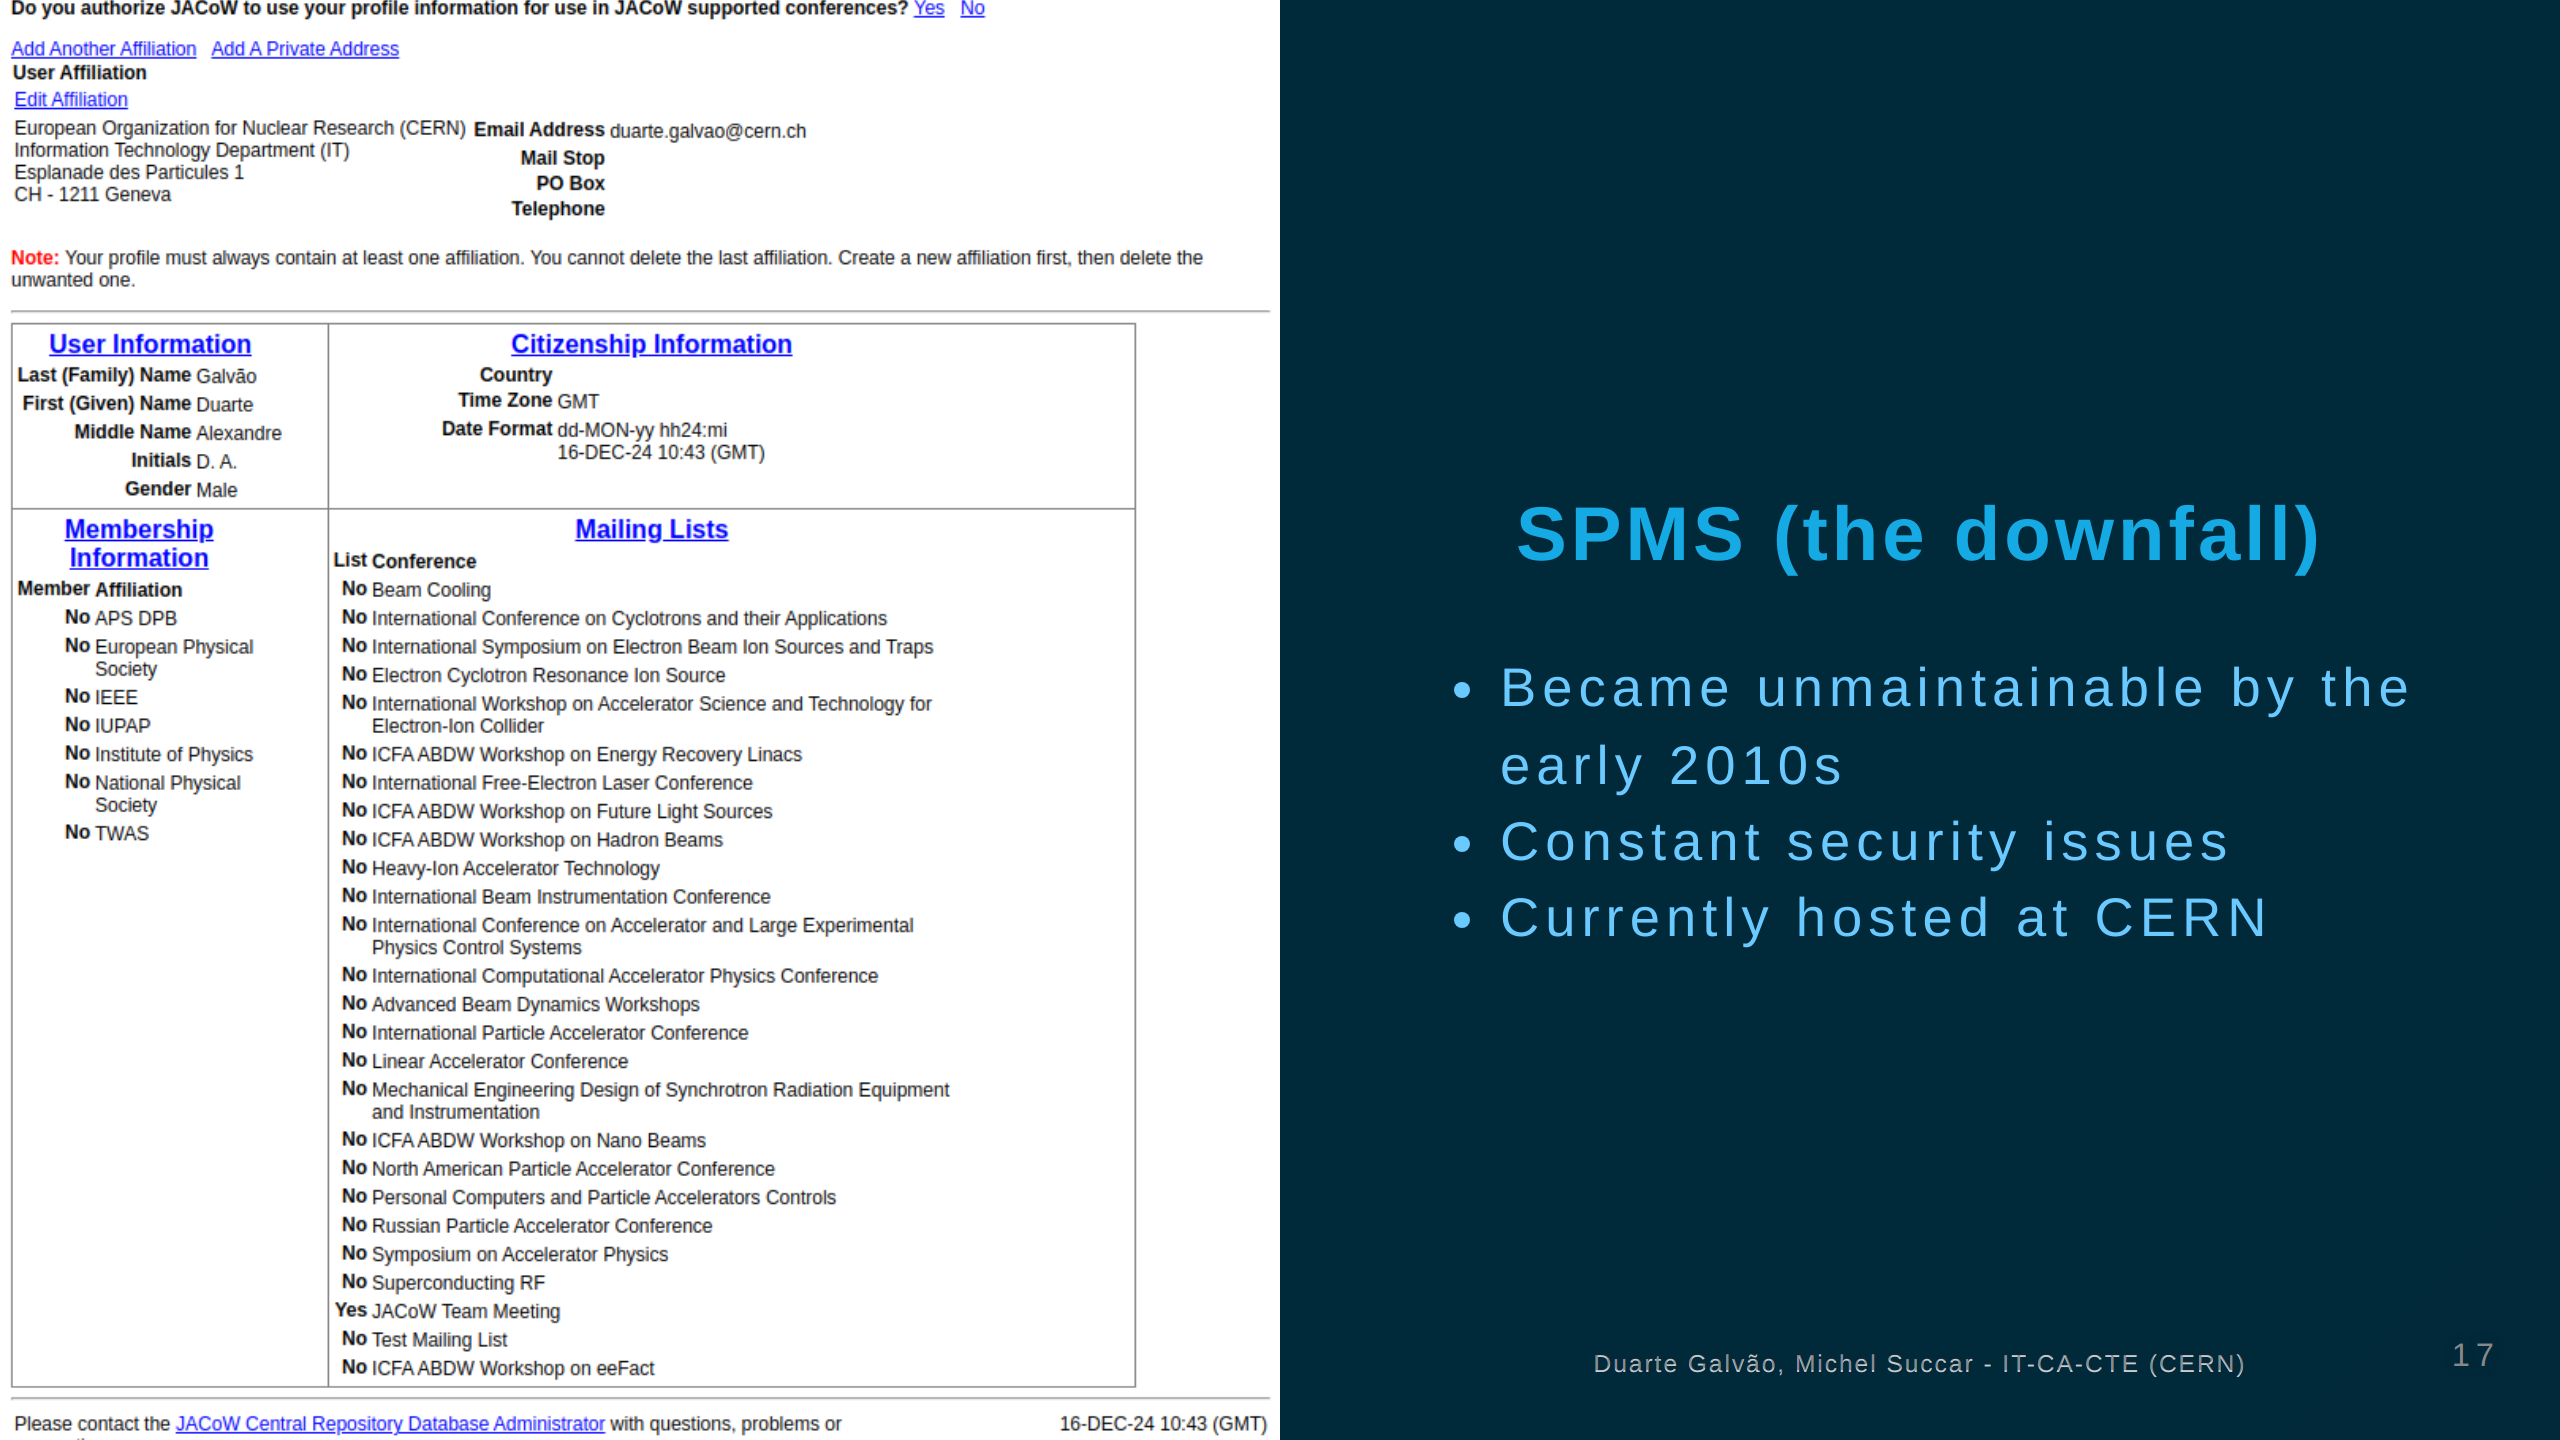 Do you authorize JACoW to use your profile information for use in JACoW supported conferences? Yes No
Add Another Affiliation Add A Private Address
User Affiliation
Edit Affiliation
European Organization for Nuclear Research (CERN) Email Address duarte.galvao@cern.ch
Information Technology Department (IT) Mail Stop
Esplanade des Particules 1 PO Box
CH - 1211 Geneva Telephone
Note: Your profile must always contain at least one affiliation. You cannot delete the last affiliation. Create a new affiliation first, then delete the
unwanted one.
User Information
Last (Family) Name Galvão
First (Given) Name Duarte
Middle Name Alexandre
Initials D. A.
Gender Male
Citizenship Information
Country
Time Zone GMT
Date Format dd-MON-yy hh24:mi
16-DEC-24 10:43 (GMT)
Membership
Information
Member Affiliation
No APS DPB
No European Physical
Society
No IEEE
No IUPAP
No Institute of Physics
No National Physical
Society
No TWAS
Mailing Lists
List Conference
No Beam Cooling
No International Conference on Cyclotrons and their Applications
No International Symposium on Electron Beam Ion Sources and Traps
No Electron Cyclotron Resonance Ion Source
No International Workshop on Accelerator Science and Technology for
Electron-Ion Collider
No ICFA ABDW Workshop on Energy Recovery Linacs
No International Free-Electron Laser Conference
No ICFA ABDW Workshop on Future Light Sources
No ICFA ABDW Workshop on Hadron Beams
No Heavy-Ion Accelerator Technology
No International Beam Instrumentation Conference
No International Conference on Accelerator and Large Experimental
Physics Control Systems
No International Computational Accelerator Physics Conference
No Advanced Beam Dynamics Workshops
No International Particle Accelerator Conference
No Linear Accelerator Conference
No Mechanical Engineering Design of Synchrotron Radiation Equipment
and Instrumentation
No ICFA ABDW Workshop on Nano Beams
No North American Particle Accelerator Conference
No Personal Computers and Particle Accelerators Controls
No Russian Particle Accelerator Conference
No Symposium on Accelerator Physics
No Superconducting RF
Yes JACoW Team Meeting
No Test Mailing List
No ICFA ABDW Workshop on eeFact
Please contact the JACoW Central Repository Database Administrator with questions, problems or
16-DEC-24 10:43 (GMT)
SPMS (the downfall)
• Became unmaintainable by the
early 2010s
• Constant security issues
• Currently hosted at CERN
Duarte Galvão, Michel Succar - IT-CA-CTE (CERN)
17